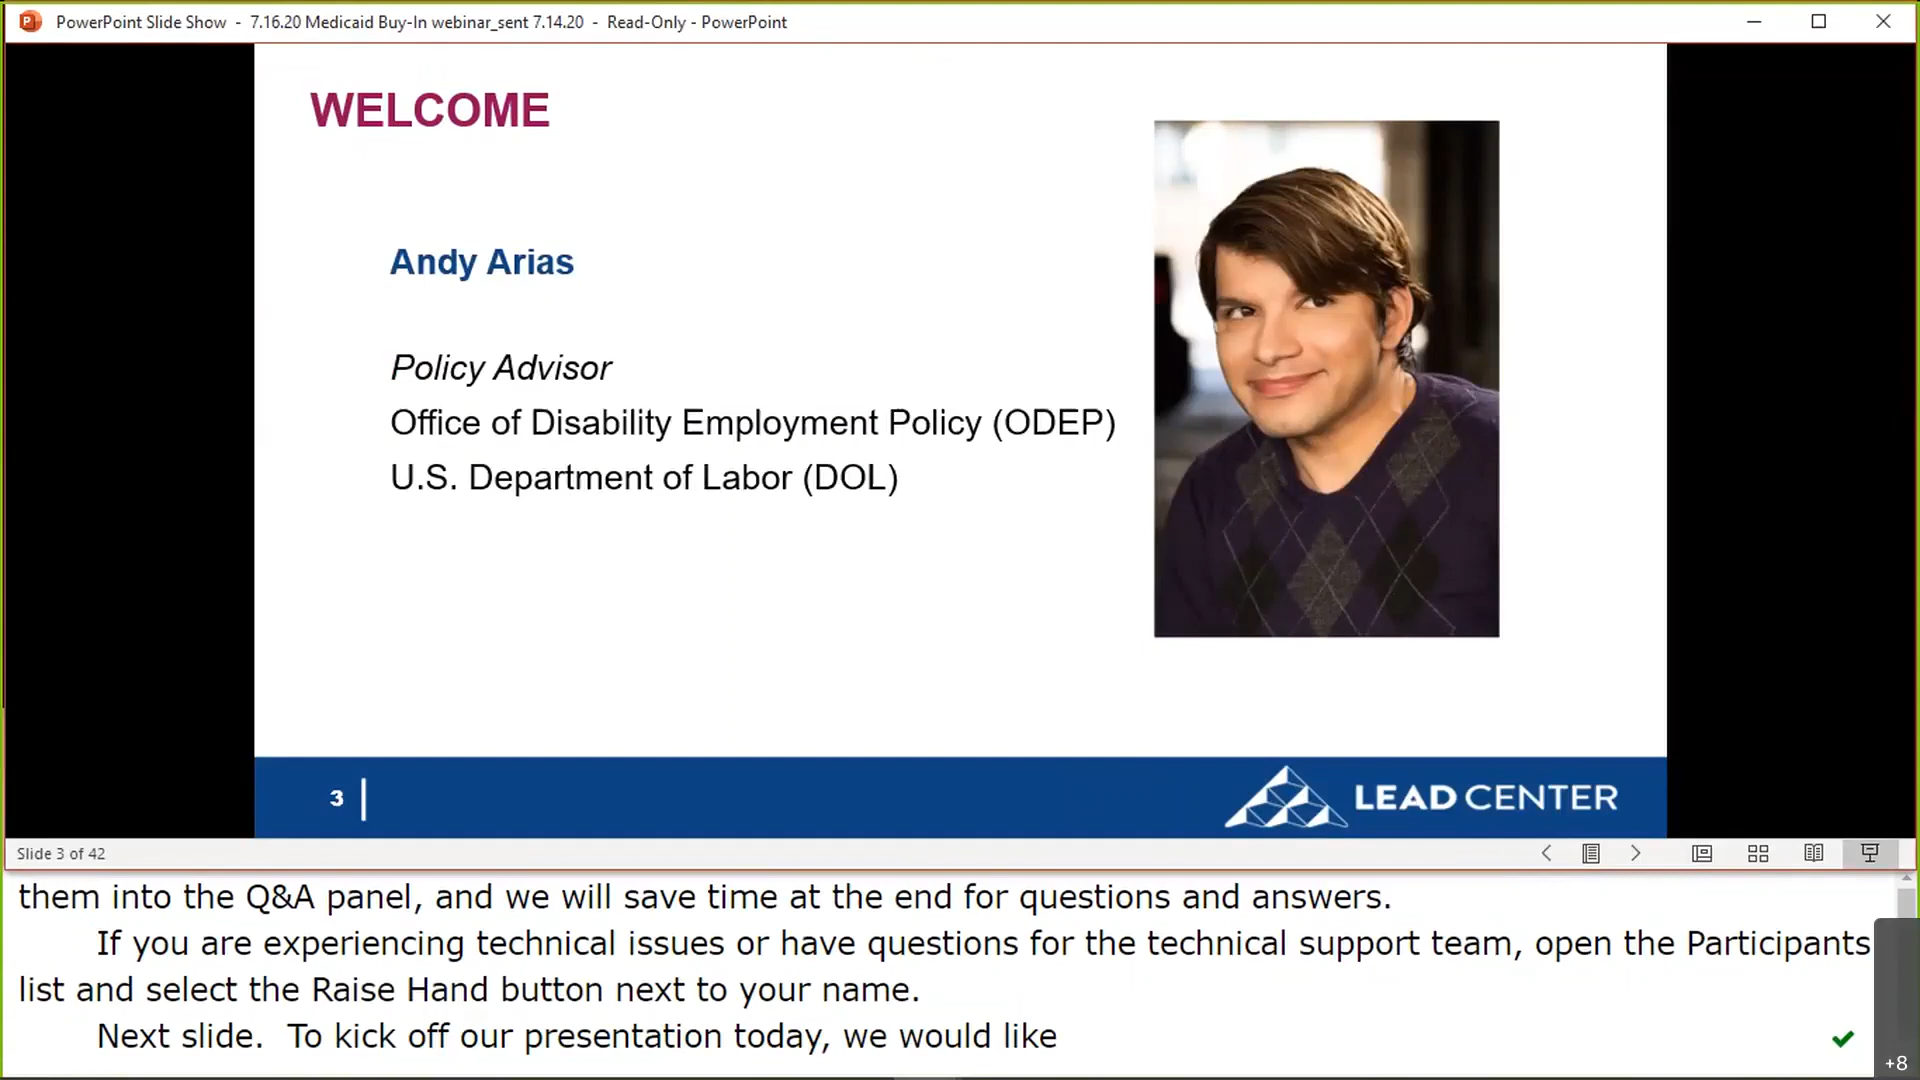 PowerPoint Slide Show - 7.16.20 Medicaid Buy-In webinar_sent 7.14.20 - Read-Only - PowerPoint
WELCOME
Andy Arias
Policy Advisor
Office of Disability Employment Policy (ODEP)
U.S. Department of Labor (DOL)
3
LEAD CENTER
Slide 3 of 42
them into the Q&A panel, and we will save time at the end for questions and answers.
If you are experiencing technical issues or have questions for the technical support team, open the Participants
list and select the Raise Hand button next to your name.
Next slide. To kick off our presentation today, we would like
+8